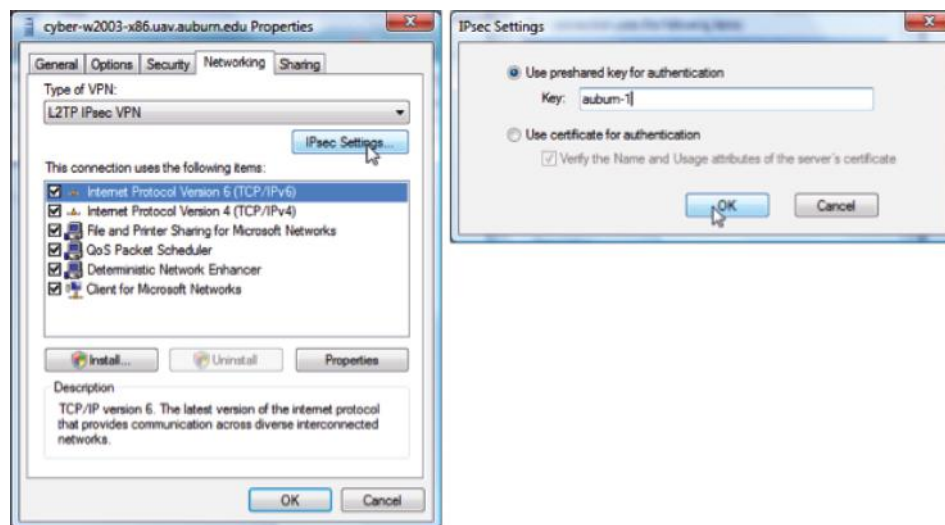 cyber-w2003-x86.uav.auburn.edu Properties
General Options Security Networking Sharing
Type of VPN:
L2TP IPsec VPN
IPsec Settings...
This connection uses the following items:
Internet Protocol Version 6 (TCP/IPv6)
Internet Protocol Version 4 (TCP/IPv4)
File and Printer Sharing for Microsoft Networks
QoS Packet Scheduler
Deterministic Network Enhancer
Client for Microsoft Networks
Install... Uninstall Properties
Description
TCP/IP version 6. The latest version of the internet protocol
that provides communication across diverse interconnected
networks.
OK Cancel
IPsec Settings
Use preshared key for authentication
Key: auburn-1
Use certificate for authentication
Verify the Name and Usage attributes of the server's certificate
OK Cancel